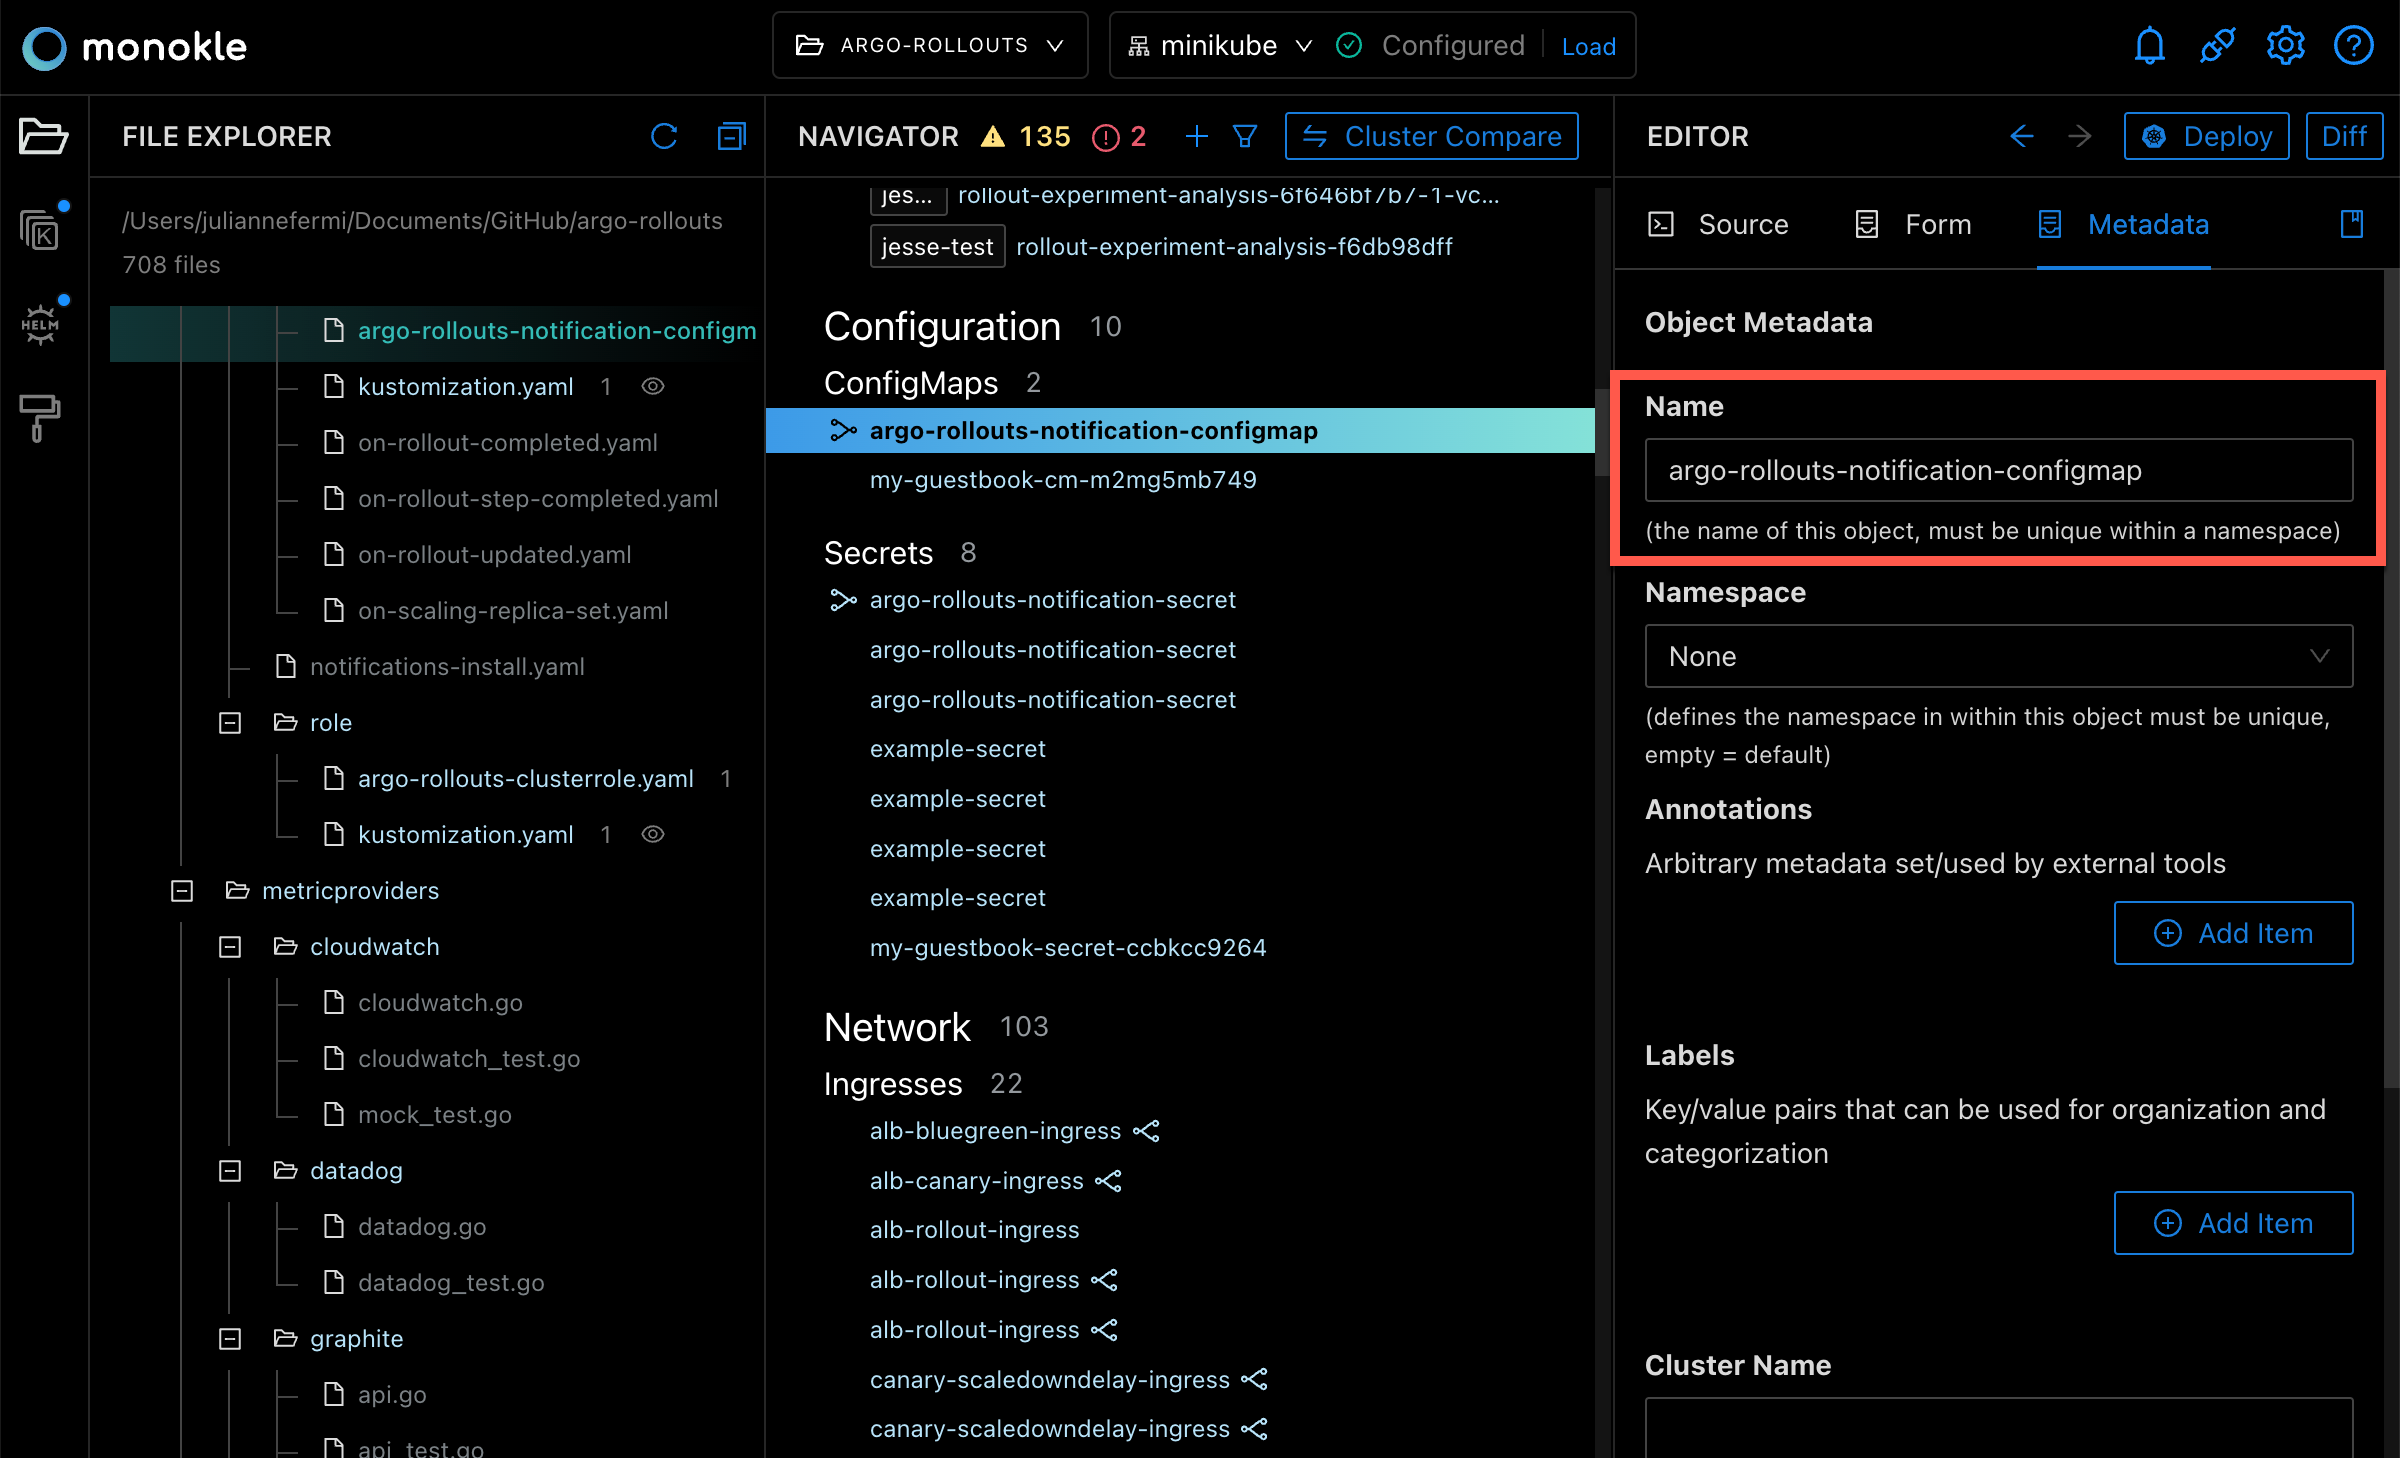 monokle
ARGO-ROLLOUTS
minikube
Configured
Load
FILE EXPLORER
/Users/juliannefermi/Documents/GitHub/argo-rollouts
708 files
argo-rollouts-notification-configm
kustomization.yaml 1
on-rollout-completed.yaml
on-rollout-step-completed.yaml
on-rollout-updated.yaml
on-scaling-replica-set.yaml
notifications-install.yaml
role
argo-rollouts-clusterrole.yaml 1
kustomization.yaml 1
metricproviders
cloudwatch
cloudwatch.go
cloudwatch_test.go
mock_test.go
datadog
datadog.go
datadog_test.go
graphite
api.go
api_test.go
K
HELM
NAVIGATOR 135 2
Cluster Compare
jes... rollout-experiment-analysis-6f646bf7b7-1-vc...
jesse-test rollout-experiment-analysis-f6db98dff
Configuration 10
ConfigMaps 2
argo-rollouts-notification-configmap
my-guestbook-cm-m2mg5mb749
Secrets 8
argo-rollouts-notification-secret
argo-rollouts-notification-secret
argo-rollouts-notification-secret
example-secret
example-secret
example-secret
example-secret
my-guestbook-secret-ccbkcc9264
Network 103
Ingresses 22
alb-bluegreen-ingress
alb-canary-ingress
alb-rollout-ingress
alb-rollout-ingress
alb-rollout-ingress
canary-scaledowndelay-ingress
canary-scaledowndelay-ingress
EDITOR
Deploy
Diff
Source
Form
Metadata
Object Metadata
Name
argo-rollouts-notification-configmap
(the name of this object, must be unique within a namespace)
Namespace
None
(defines the namespace in within this object must be unique,
empty = default)
Annotations
Arbitrary metadata set/used by external tools
Add Item
Labels
Key/value pairs that can be used for organization and
categorization
Add Item
Cluster Name